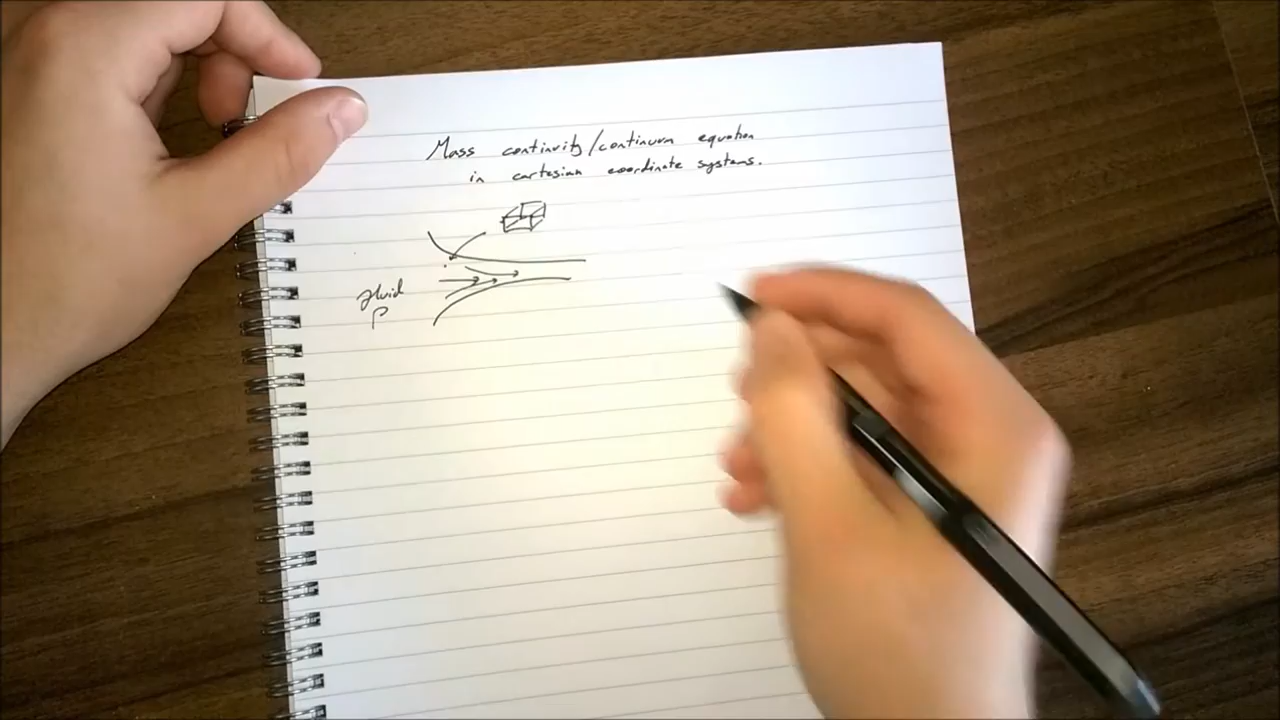 Mass continuity/continuum equation
in cartesian coordinate systems.
fluid
ρ